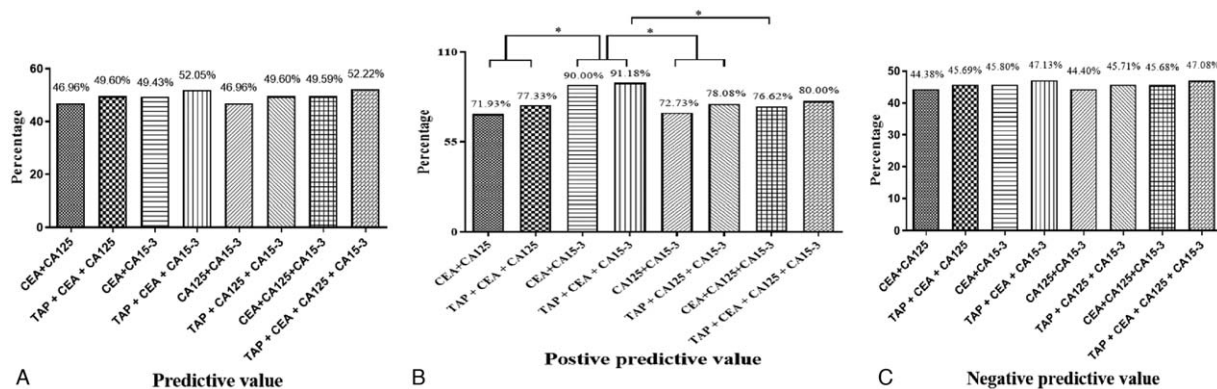 60
40
20
0
Percentage
46.96%
49.60%
49.43%
52.05%
46.96%
49.60%
49.59%
52.22%
CEA+CA125
TAP + CEA + CA125
CEA+CA15-3
TAP + CEA + CA15-3
CA125+CA15-3
TAP + CA125 + CA15-3
CEA+CA125+CA15-3
TAP + CEA + CA125 + CA15-3
A
Predictive value
110
55
0
Percentage
*
*
*
71.93%
77.33%
90.00%
91.18%
72.73%
78.08%
76.62%
80.00%
CEA+CA125
TAP + CEA + CA125
CEA+CA15-3
TAP + CEA + CA15-3
CA125+CA15-3
TAP + CA125 + CA15-3
CEA+CA125+CA15-3
TAP + CEA + CA125 + CA15-3
B
Postive predictive value
50
40
30
20
10
0
Percentage
44.38%
45.69%
45.80%
47.13%
44.40%
45.71%
45.68%
47.08%
CEA+CA125
TAP + CEA + CA125
CEA+CA15-3
TAP + CEA + CA15-3
CA125+CA15-3
TAP + CA125 + CA15-3
CEA+CA125+CA15-3
TAP + CEA + CA125 + CA15-3
C
Negative predictive value